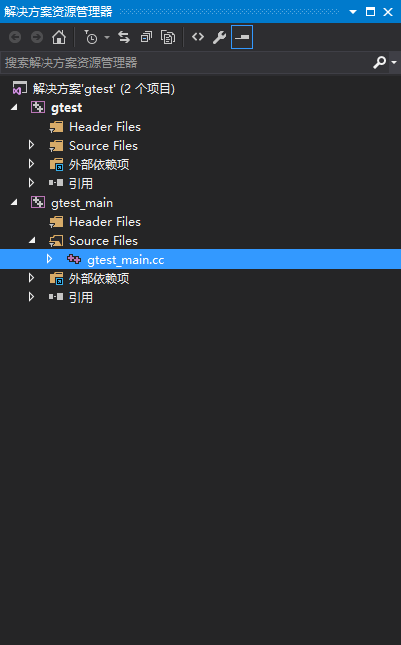 解决方案资源管理器
搜索解决方案资源管理器
解决方案'gtest' (2 个项目)
gtest
Header Files
Source Files
外部依赖项
引用
gtest_main
Header Files
Source Files
gtest_main.cc
外部依赖项
引用